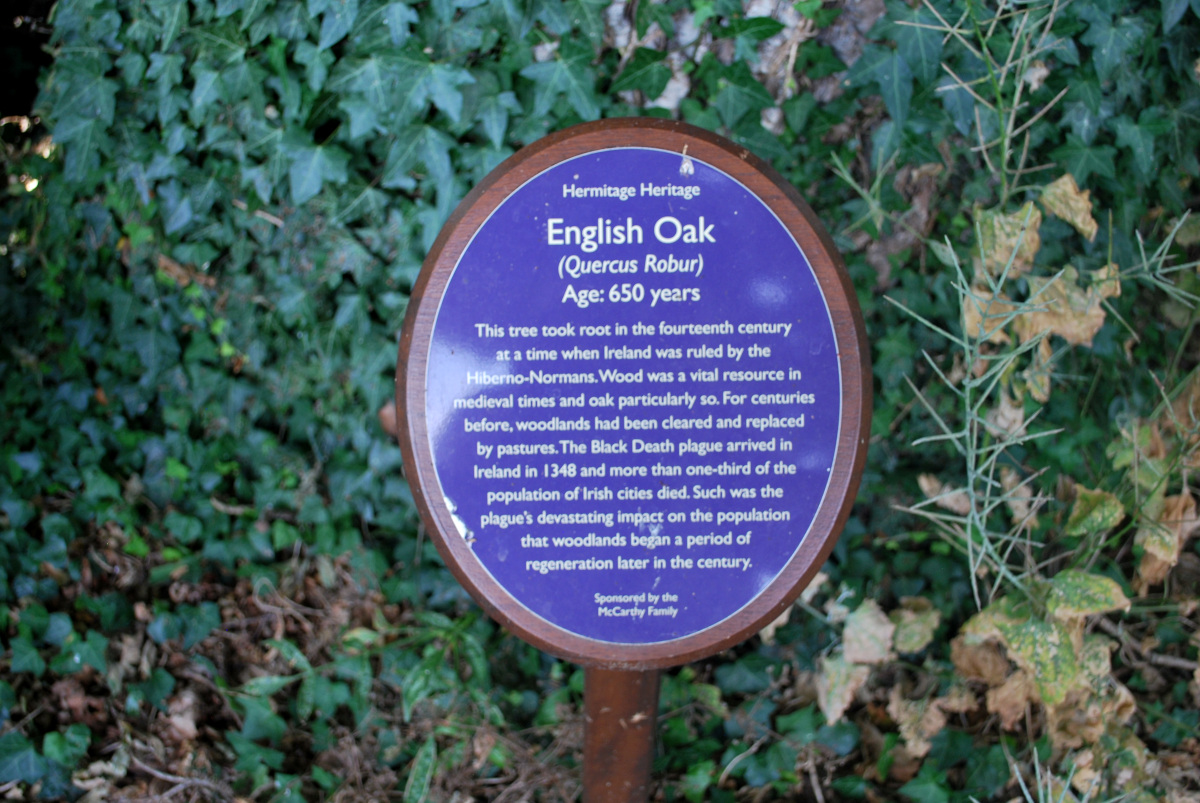 Hermitage Heritage
English Oak
(Quercus Robur)
Age: 650 years
This tree took root in the fourteenth century
at a time when Ireland was ruled by the
Hiberno-Normans. Wood was a vital resource in
medieval times and oak particularly so. For centuries
before, woodlands had been cleared and replaced
by pastures. The Black Death plague arrived in
Ireland in 1348 and more than one-third of the
population of Irish cities died. Such was the
plague's devastating impact on the population
that woodlands began a period of
regeneration later in the century.
Sponsored by the
McCarthy Family